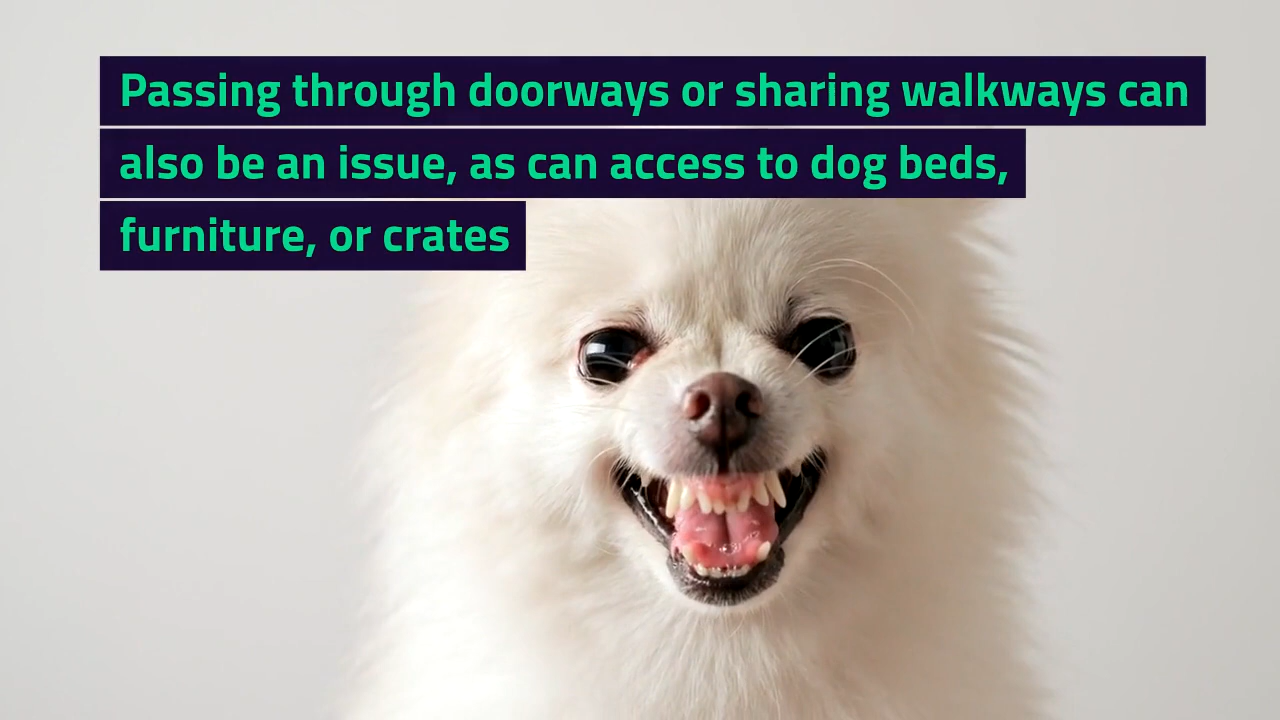 Passing through doorways or sharing walkways can
also be an issue, as can access to dog beds,
furniture, or crates